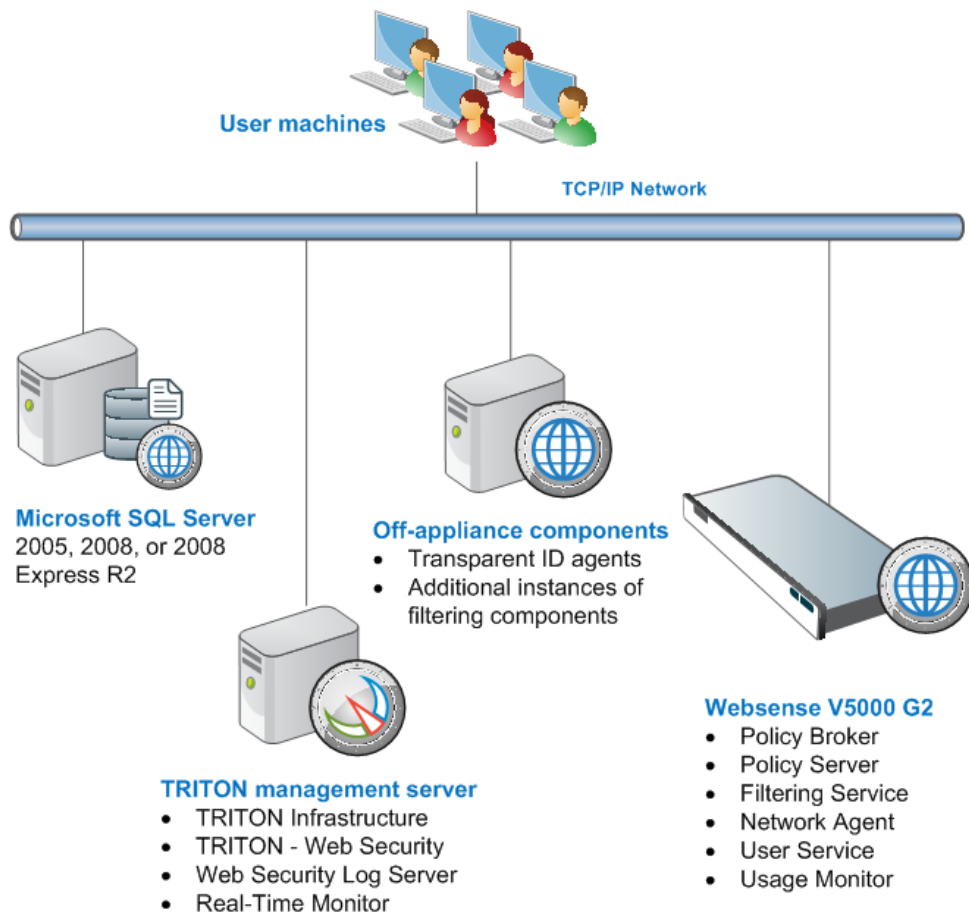 User machines
TCP/IP Network
Microsoft SQL Server
2005, 2008, or 2008
Express R2
Off-appliance components
• Transparent ID agents
• Additional instances of
filtering components
TRITON management server
• TRITON Infrastructure
• TRITON - Web Security
• Web Security Log Server
• Real-Time Monitor
Websense V5000 G2
• Policy Broker
• Policy Server
• Filtering Service
• Network Agent
• User Service
• Usage Monitor